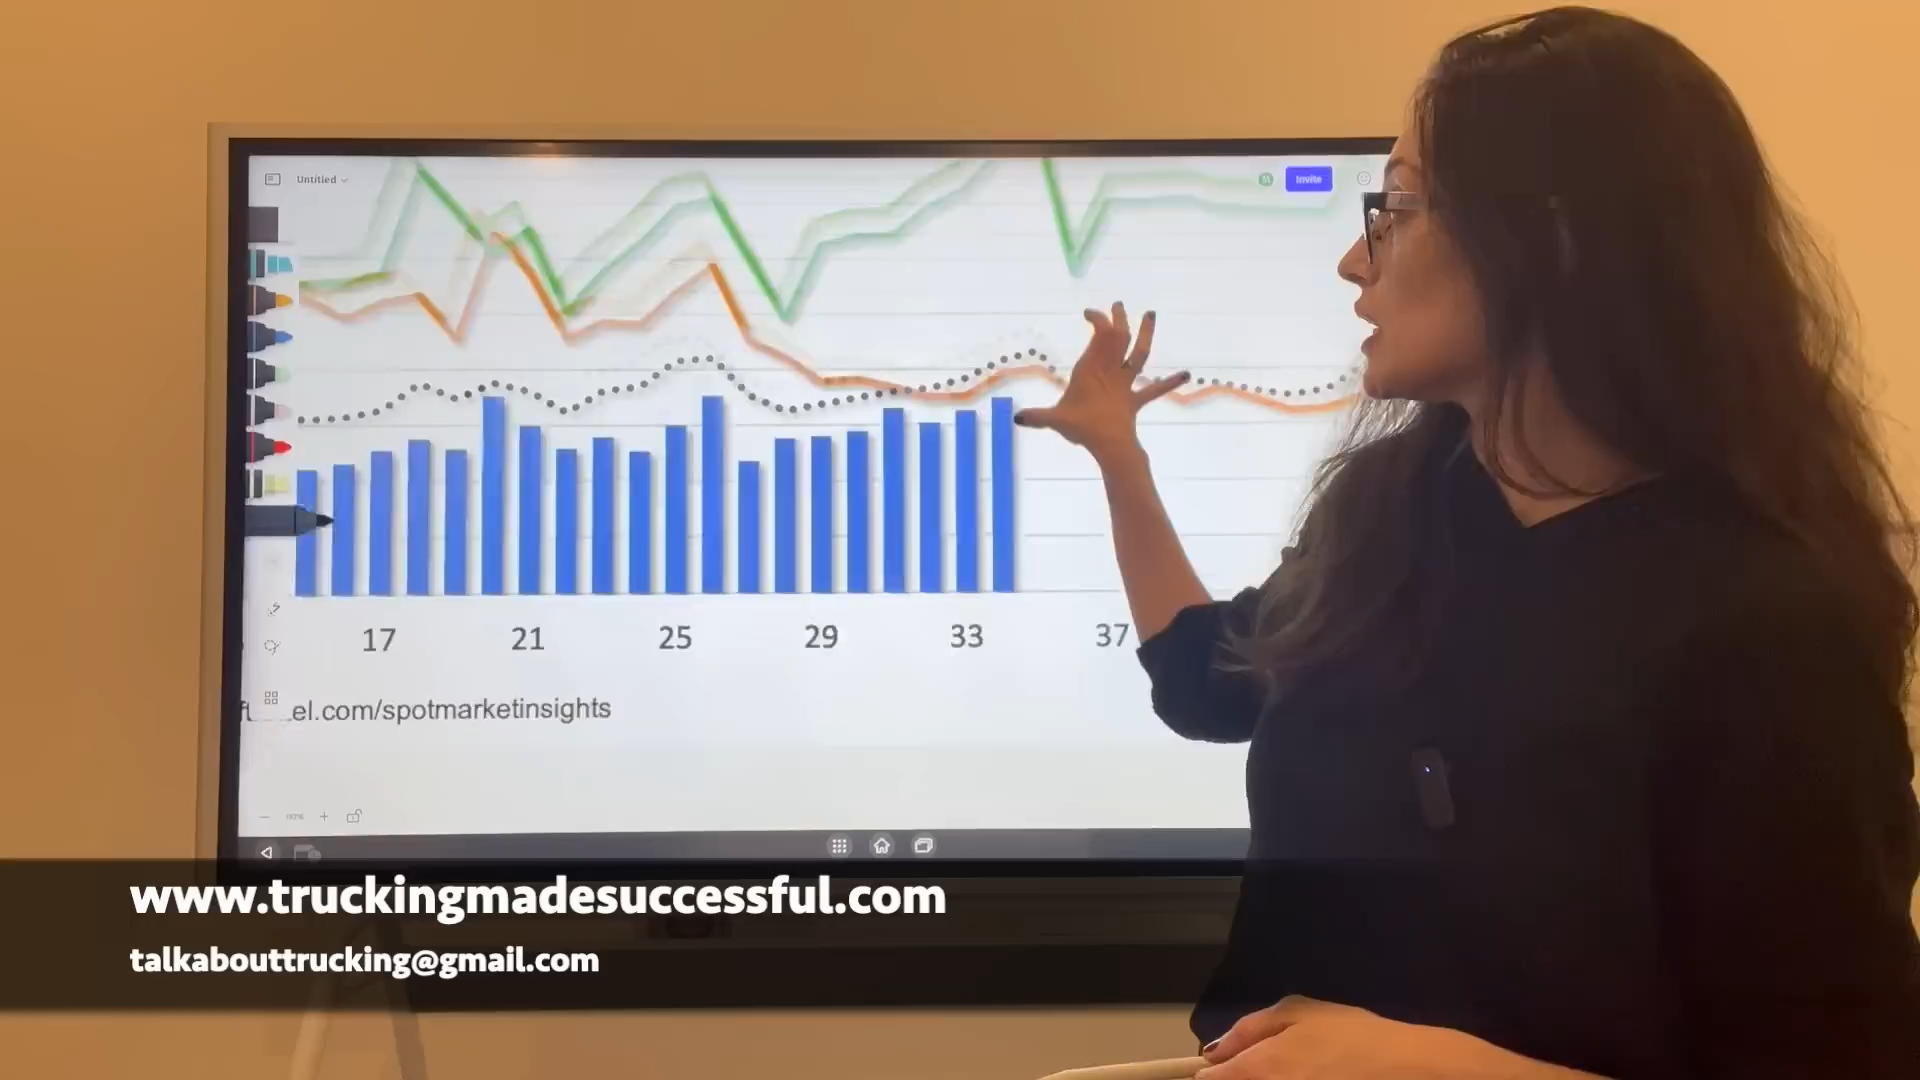 Untitled
Invite
17 21 25 29 33 37
el.com/spotmarketinsights
www.truckingmadesuccessful.com
talkabouttrucking@gmail.com